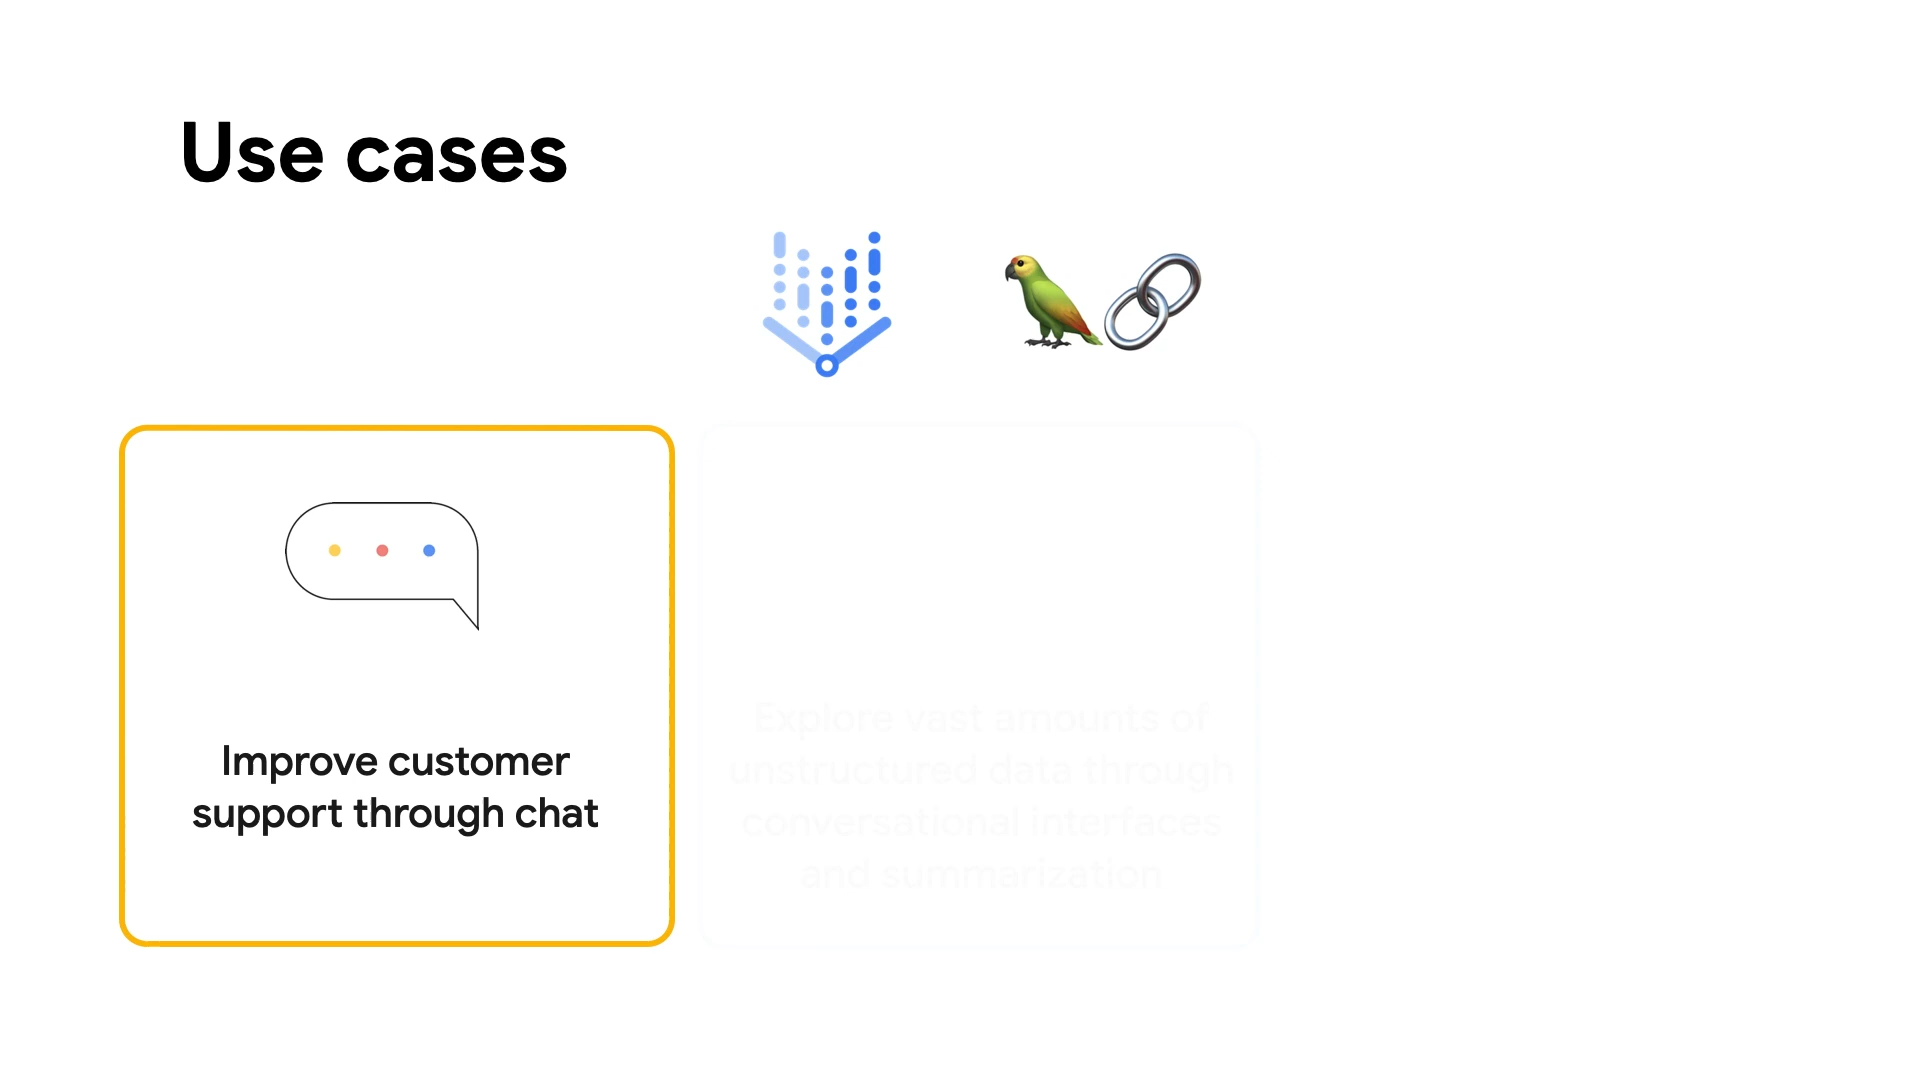 Use cases
Improve customer
support through chat
Explore vast amounts of
unstructured data through
conversational interfaces
and summarization